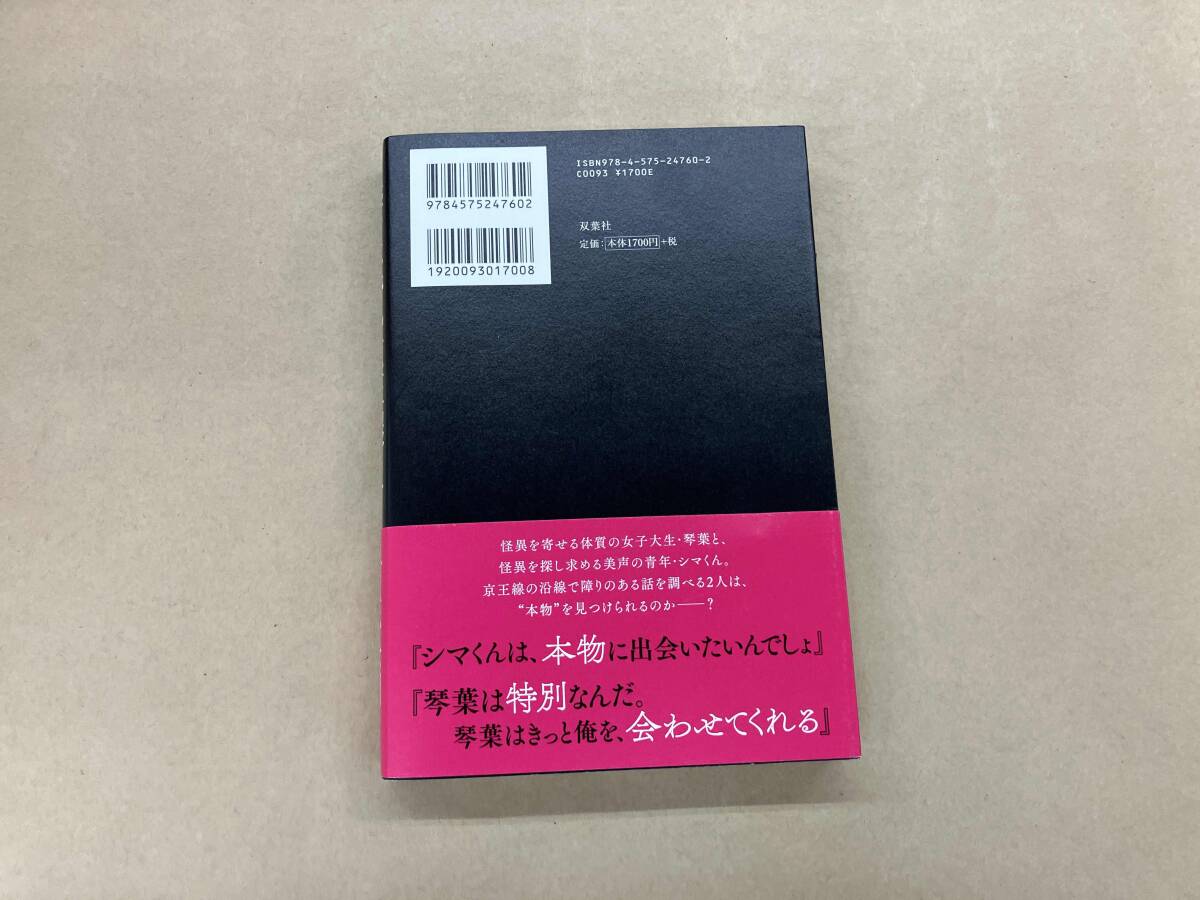 9784575247602
1920093017008
ISBN978-4-575-24760-2
C0093 ¥1700E
双葉社
定価：本体1700円+税
怪異を寄せる体質の女子大生・琴葉と、
怪異を探し求める美声の青年・シマくん。
京王線の沿線で障りのある話を調べる2人は、
“本物”を見つけられるのか——？
『シマくんは、本物に出会いたいんでしょ』
『琴葉は特別なんだ。
琴葉はきっと俺を、会わせてくれる』